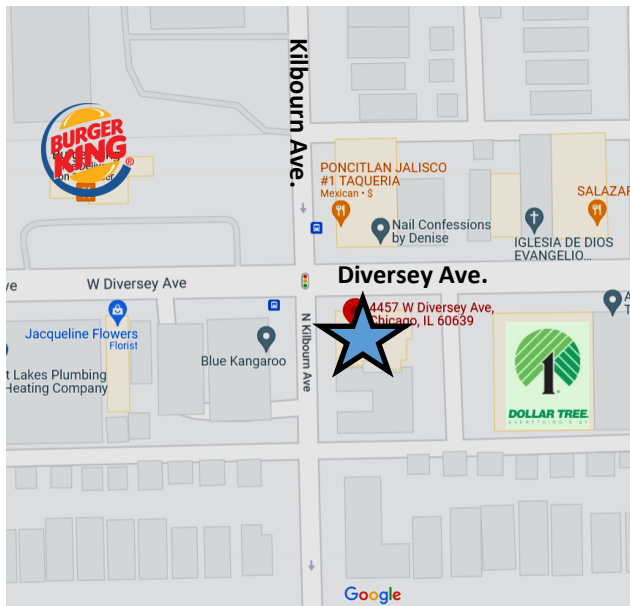 Kilbourn Ave.
BURGER
KING
®
PONCITLAN JALISCO
#1 TAQUERIA
Mexican • $
SALAZAR
Nail Confessions
by Denise
IGLESIA DE DIOS
EVANGELIO...
ve
W Diversey Ave
Diversey Ave.
4457 W Diversey Ave,
Chicago, IL 60639
Jacqueline Flowers
Florist
N Kilbourn Ave
Blue Kangaroo
t Lakes Plumbing
Heating Company
A
T
1
DOLLAR TREE.
EVERYTHING'S $1
Google